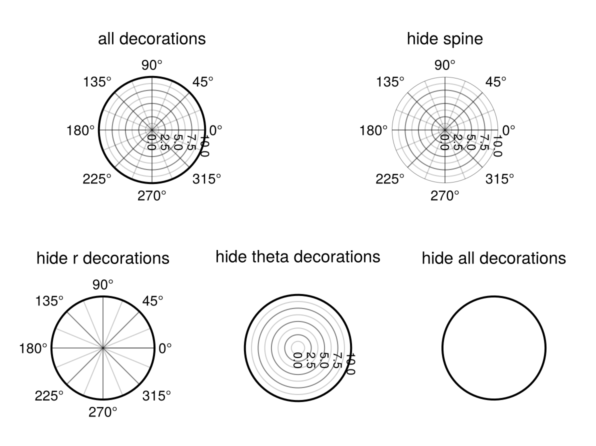 all decorations
90°
135° 45°
180° 0°
0.0 2.5 5.0 7.5 10.0
225° 315°
270°
hide spine
90°
135° 45°
180° 0°
0.0 2.5 5.0 7.5 10.0
225° 315°
270°
hide r decorations
90°
135° 45°
180° 0°
225° 315°
270°
hide theta decorations
0.0 2.5 5.0 7.5 10.0
hide all decorations